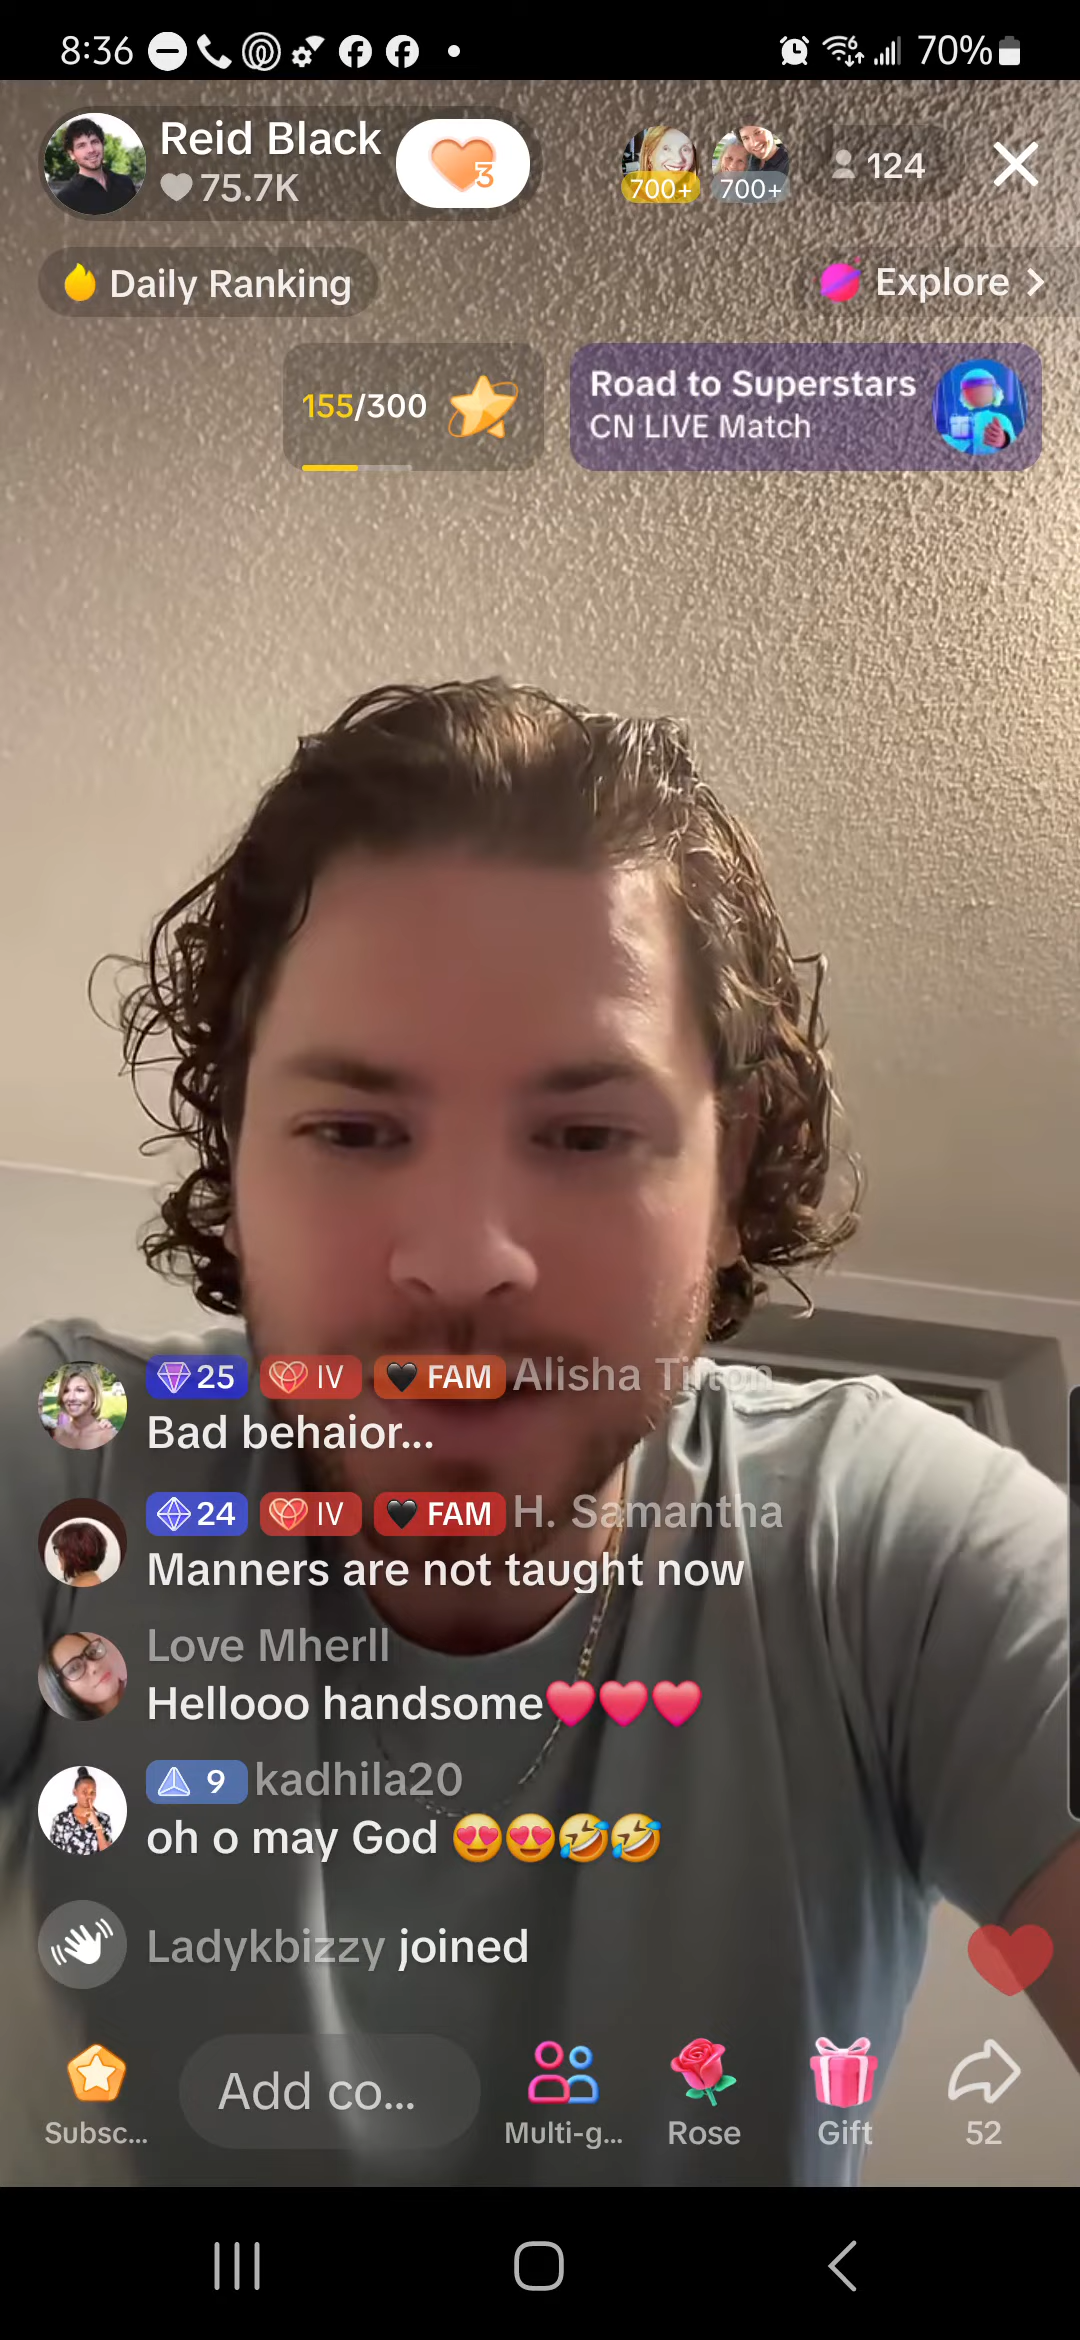 8:36
70%
Reid Black
75.7K
3
700+
700+
124
Daily Ranking
Explore
155/300
Road to Superstars
CN LIVE Match
25 IV FAM Alisha Tilton
Bad behaior...
24 IV FAM H. Samantha
Manners are not taught now
Love Mherll
Hellooo handsome❤️❤️❤️
9 kadhila20
oh o may God 😍😍🤣🤣
Ladykbizzy joined
Subsc...
Add co...
Multi-g...
Rose
Gift
52